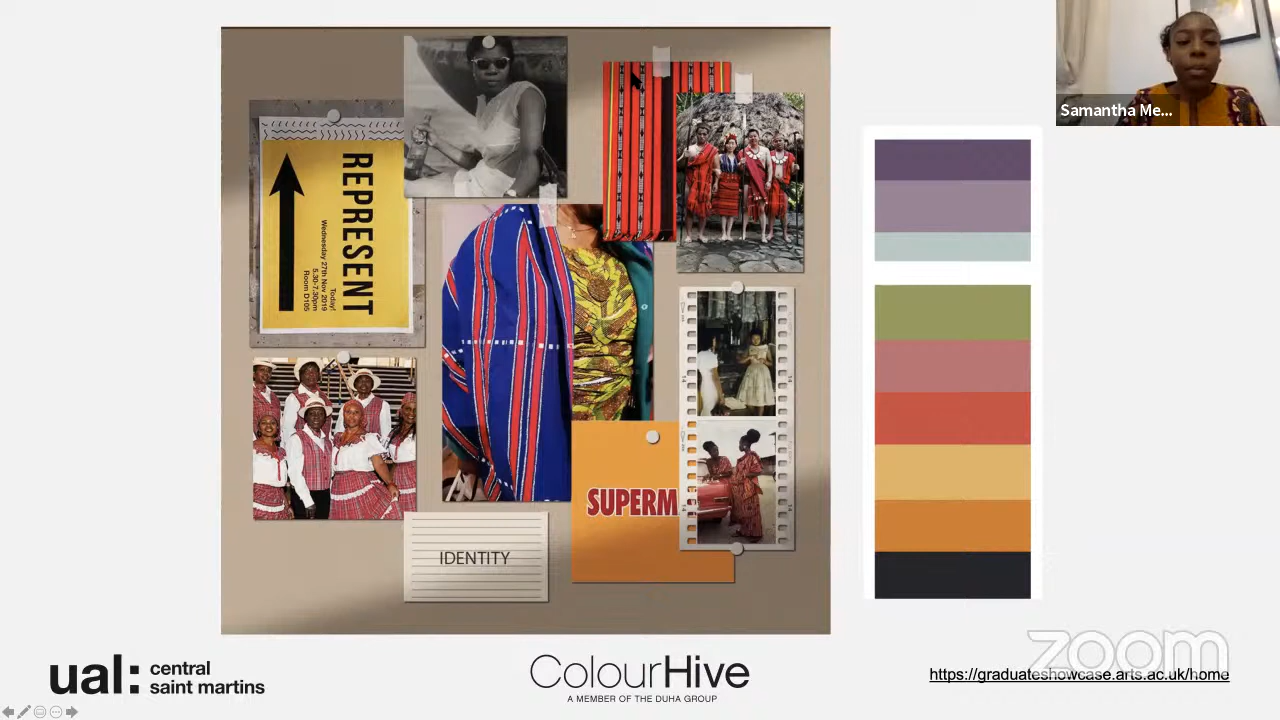 Samantha Me...
REPRESENT
Wednesday 27th Nov 2019
Today!
5.30-7.30pm
Room D105
SUPERM
IDENTITY
ual: central
saint martins
ColourHive
A MEMBER OF THE DUHA GROUP
zoom
https://graduateshowcase.arts.ac.uk/home